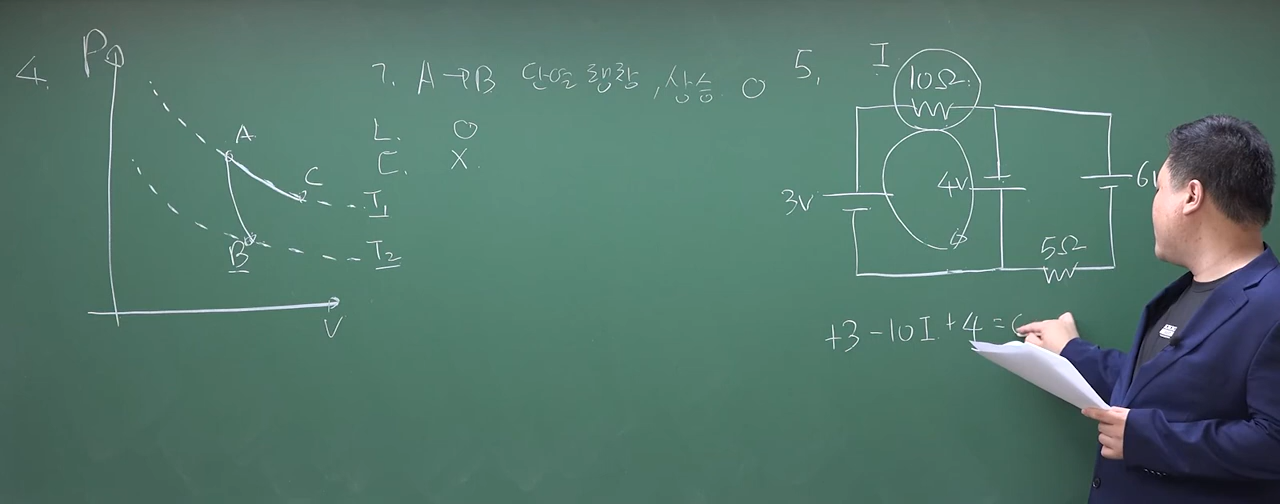 4.
P
A
C
T₁
B
T₂
V
ㄱ. A→B 단열팽창, 상승 O
ㄴ. O
ㄷ. X.
5.
I
10Ω
3V
4V
6V
5Ω
+3-10I+4=0